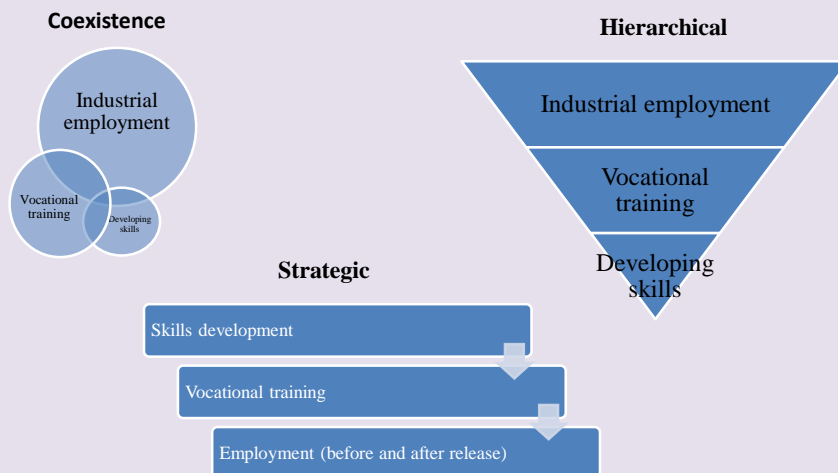 Coexistence
Industrial
employment
Vocational
training
Developing
skills
Hierarchical
Industrial employment
Vocational
training
Developing
skills
Strategic
Skills development
Vocational training
Employment (before and after release)